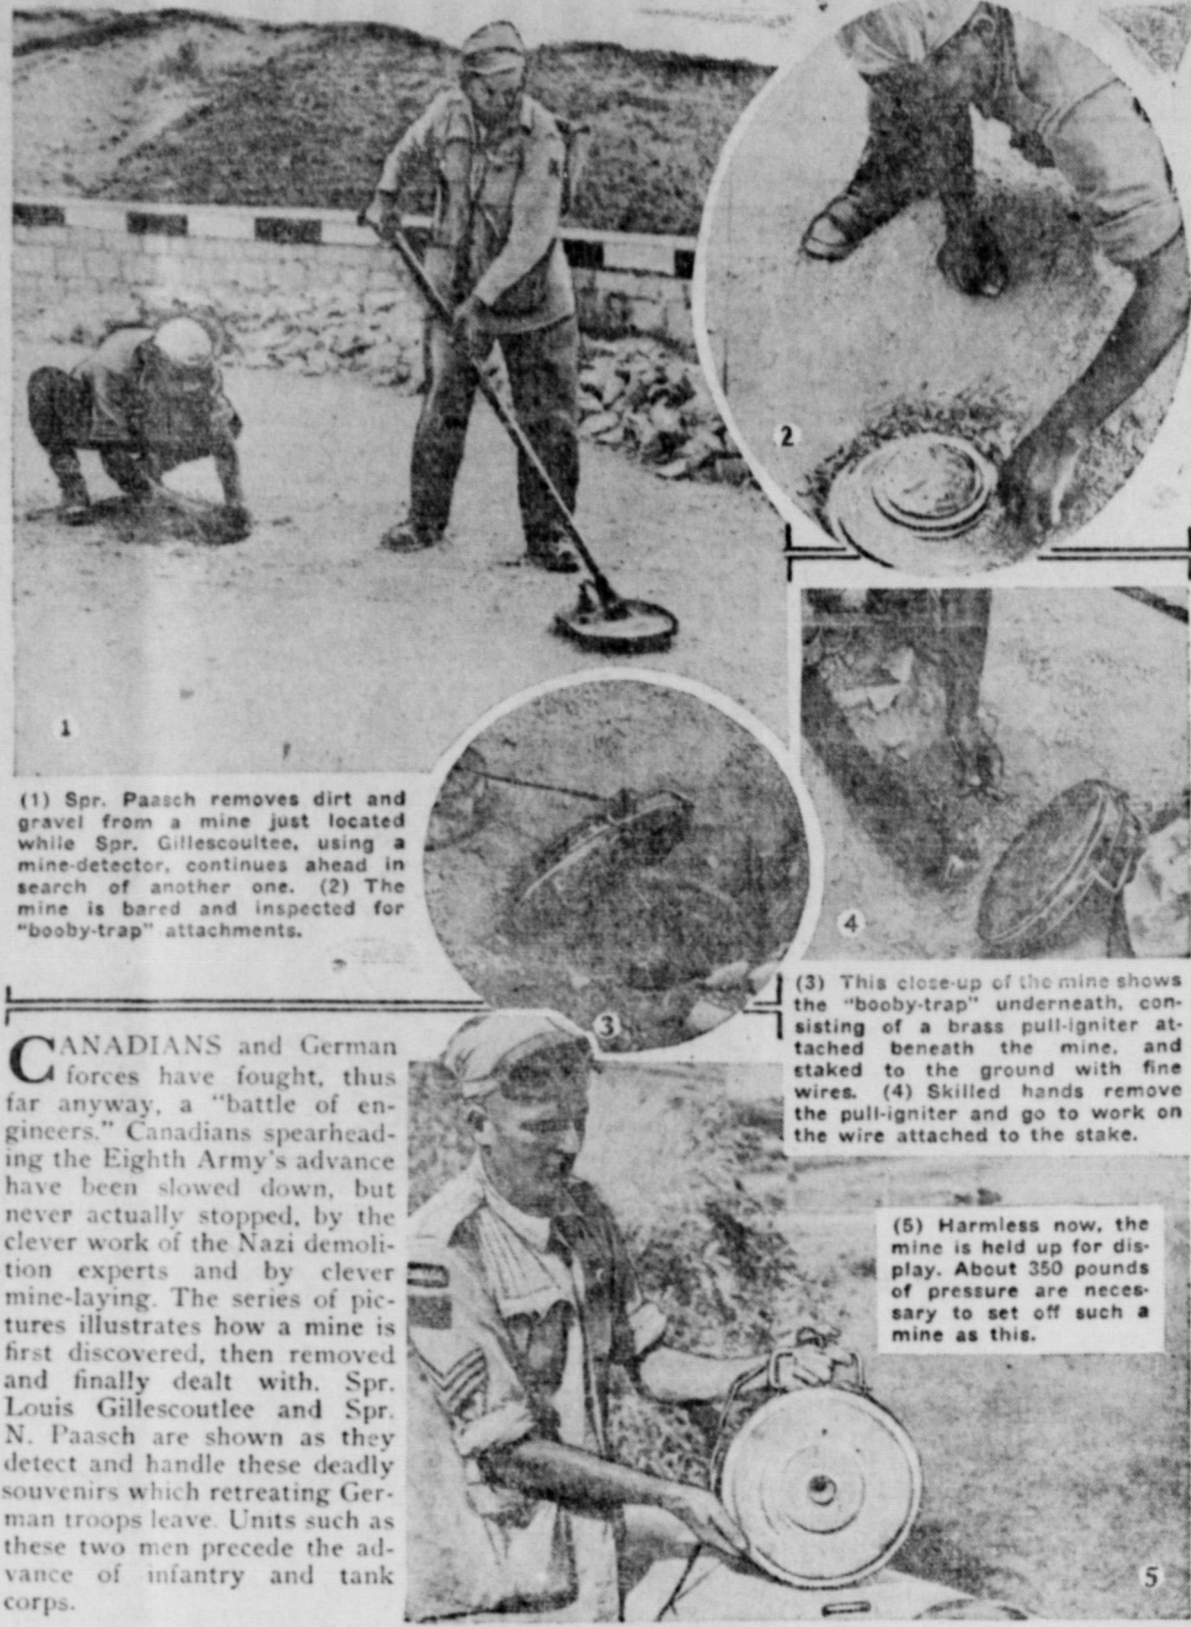 1
2
3
4
(1) Spr. Paasch removes dirt and
gravel from a mine just located
while Spr. Gillescoultee, using a
mine-detector, continues ahead in
search of another one. (2) The
mine is bared and inspected for
"booby-trap" attachments.
(3) This close-up of the mine shows
the "booby-trap" underneath, con-
sisting of a brass pull-igniter at-
tached beneath the mine, and
staked to the ground with fine
wires. (4) Skilled hands remove
the pull-igniter and go to work on
the wire attached to the stake.
CANADIANS and German
forces have fought, thus
far anyway, a "battle of en-
gineers." Canadians spearhead-
ing the Eighth Army's advance
have been slowed down, but
never actually stopped, by the
clever work of the Nazi demoli-
tion experts and by clever
mine-laying. The series of pic-
tures illustrates how a mine is
first discovered, then removed
and finally dealt with. Spr.
Louis Gillescoutlee and Spr.
N. Paasch are shown as they
detect and handle these deadly
souvenirs which retreating Ger-
man troops leave. Units such as
these two men precede the ad-
vance of infantry and tank
corps.
(5) Harmless now, the
mine is held up for dis-
play. About 350 pounds
of pressure are neces-
sary to set off such a
mine as this.
5